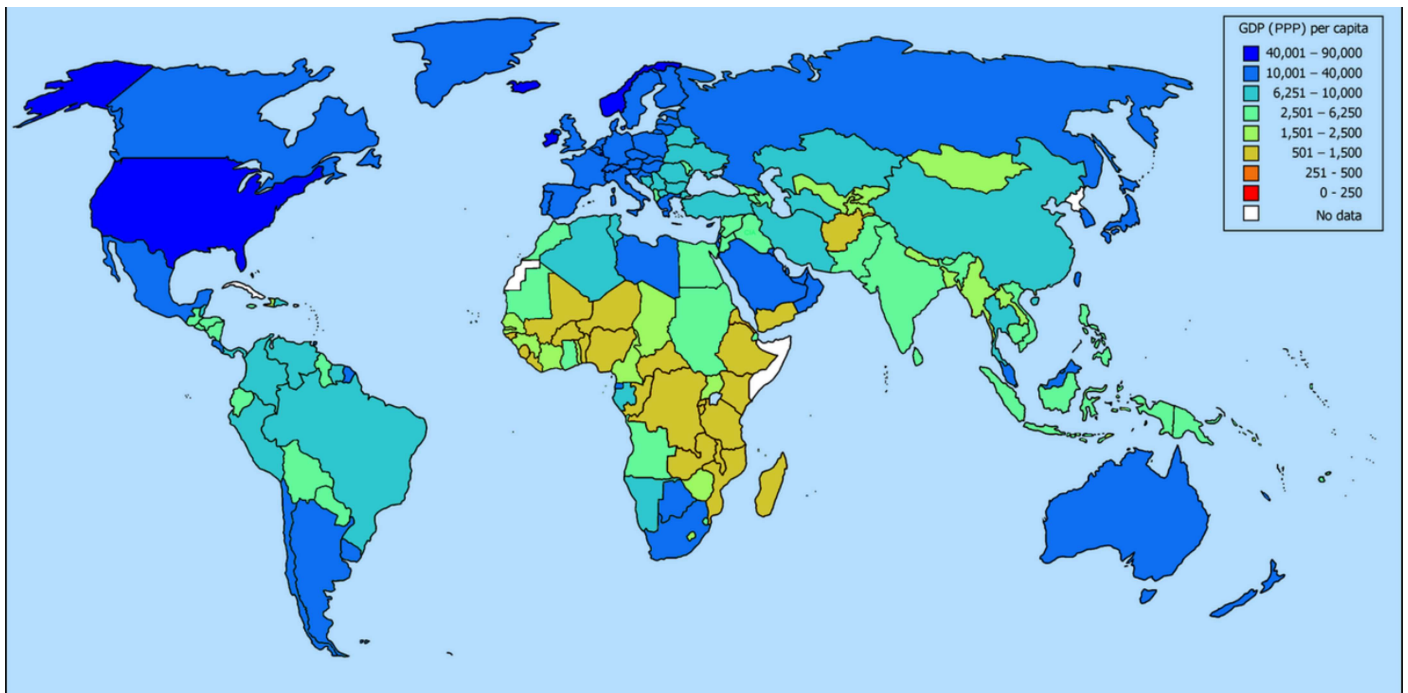 GDP (PPP) per capita
40,001 – 90,000
10,001 – 40,000
6,251 – 10,000
2,501 – 6,250
1,501 – 2,500
501 – 1,500
251 - 500
0 - 250
No data